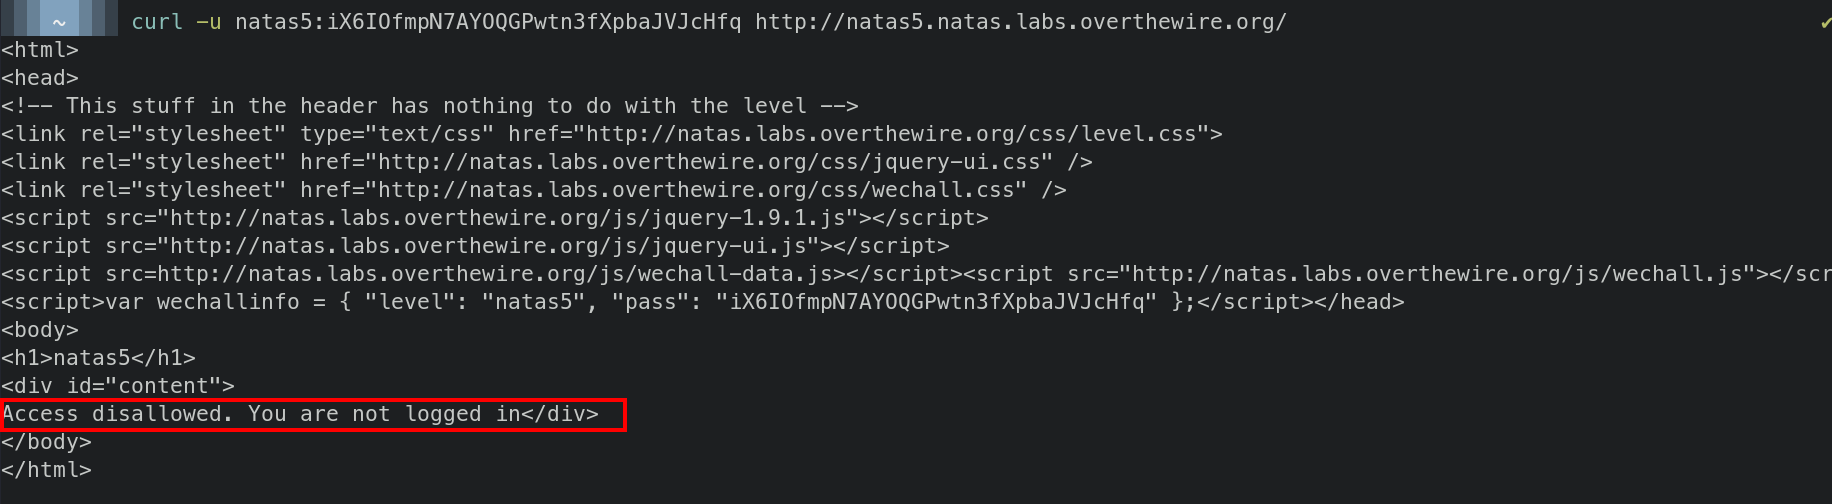 ~ curl -u natas5:iX6IOfmpN7AYOQGPwtn3fXpbaJVJcHfq http://natas5.natas.labs.overthewire.org/ ✔
<html>
<head>
<!-- This stuff in the header has nothing to do with the level -->
<link rel="stylesheet" type="text/css" href="http://natas.labs.overthewire.org/css/level.css">
<link rel="stylesheet" href="http://natas.labs.overthewire.org/css/jquery-ui.css" />
<link rel="stylesheet" href="http://natas.labs.overthewire.org/css/wechall.css" />
<script src="http://natas.labs.overthewire.org/js/jquery-1.9.1.js"></script>
<script src="http://natas.labs.overthewire.org/js/jquery-ui.js"></script>
<script src=http://natas.labs.overthewire.org/js/wechall-data.js></script><script src="http://natas.labs.overthewire.org/js/wechall.js"></scr
<script>var wechallinfo = { "level": "natas5", "pass": "iX6IOfmpN7AYOQGPwtn3fXpbaJVJcHfq" };</script></head>
<body>
<h1>natas5</h1>
<div id="content">
Access disallowed. You are not logged in</div>
</body>
</html>